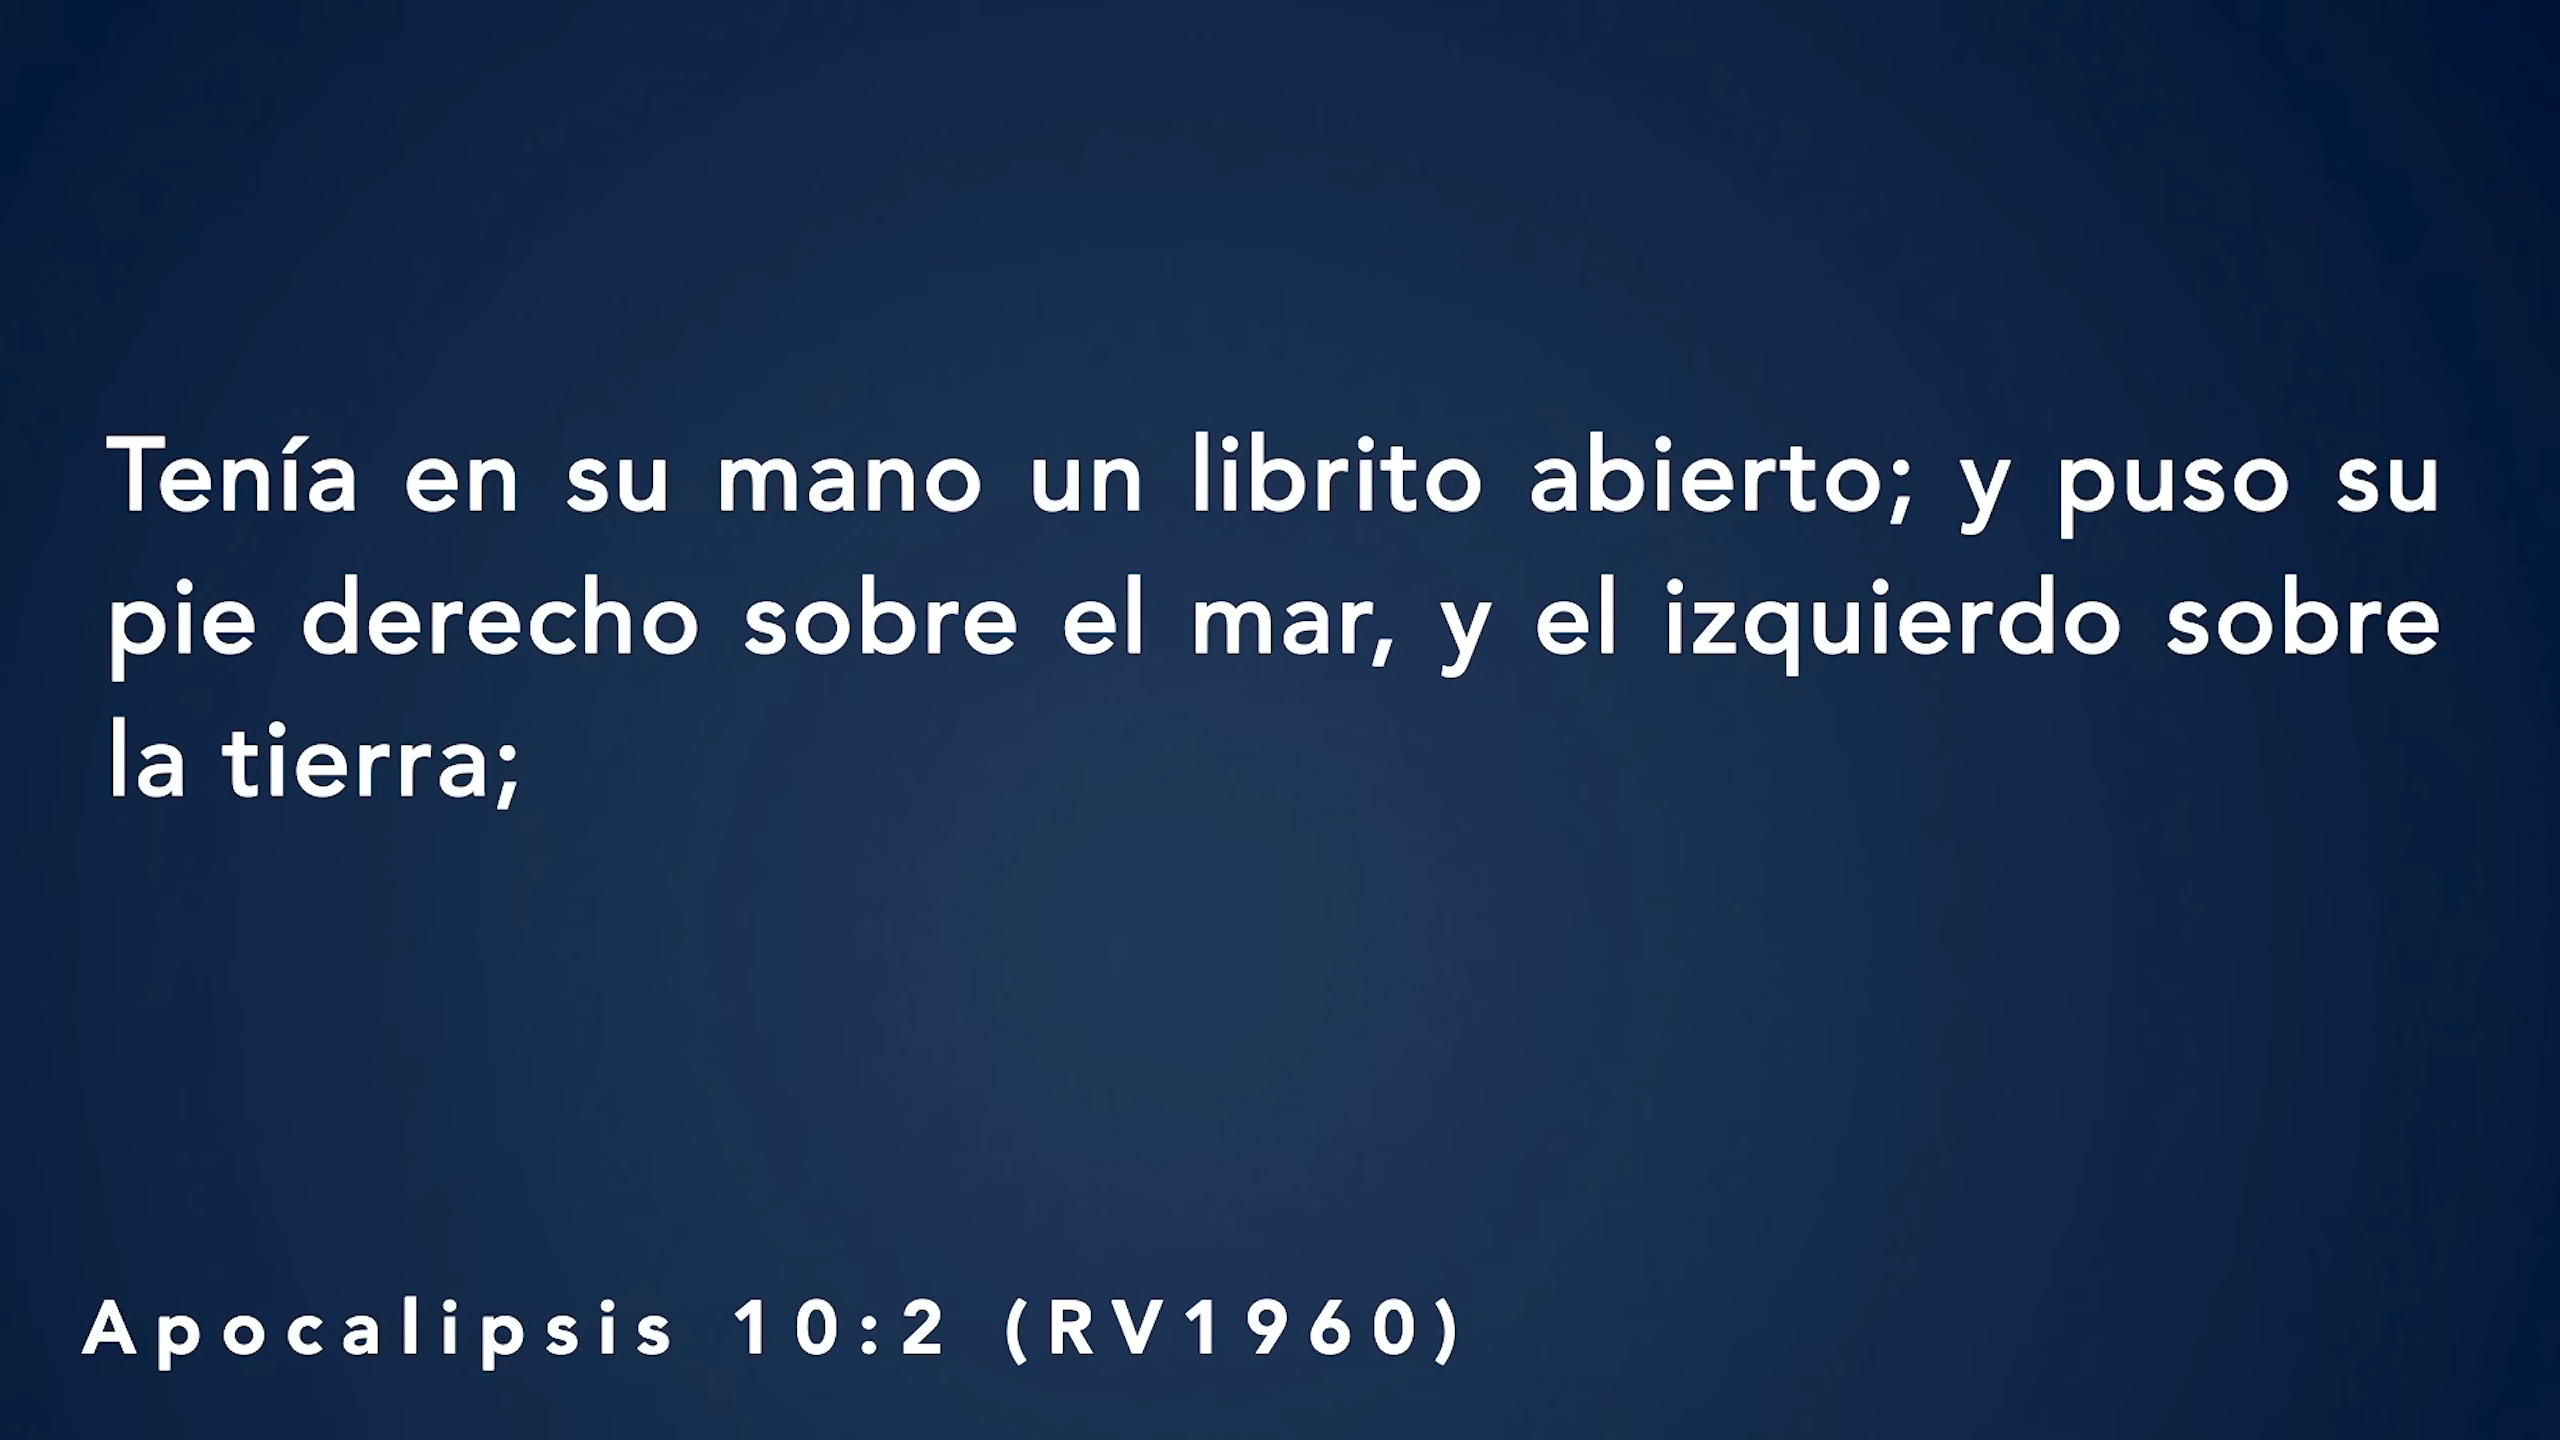 Tenía en su mano un librito abierto; y puso su
pie derecho sobre el mar, y el izquierdo sobre
la tierra;
Apocalipsis 10:2 (RV1960)